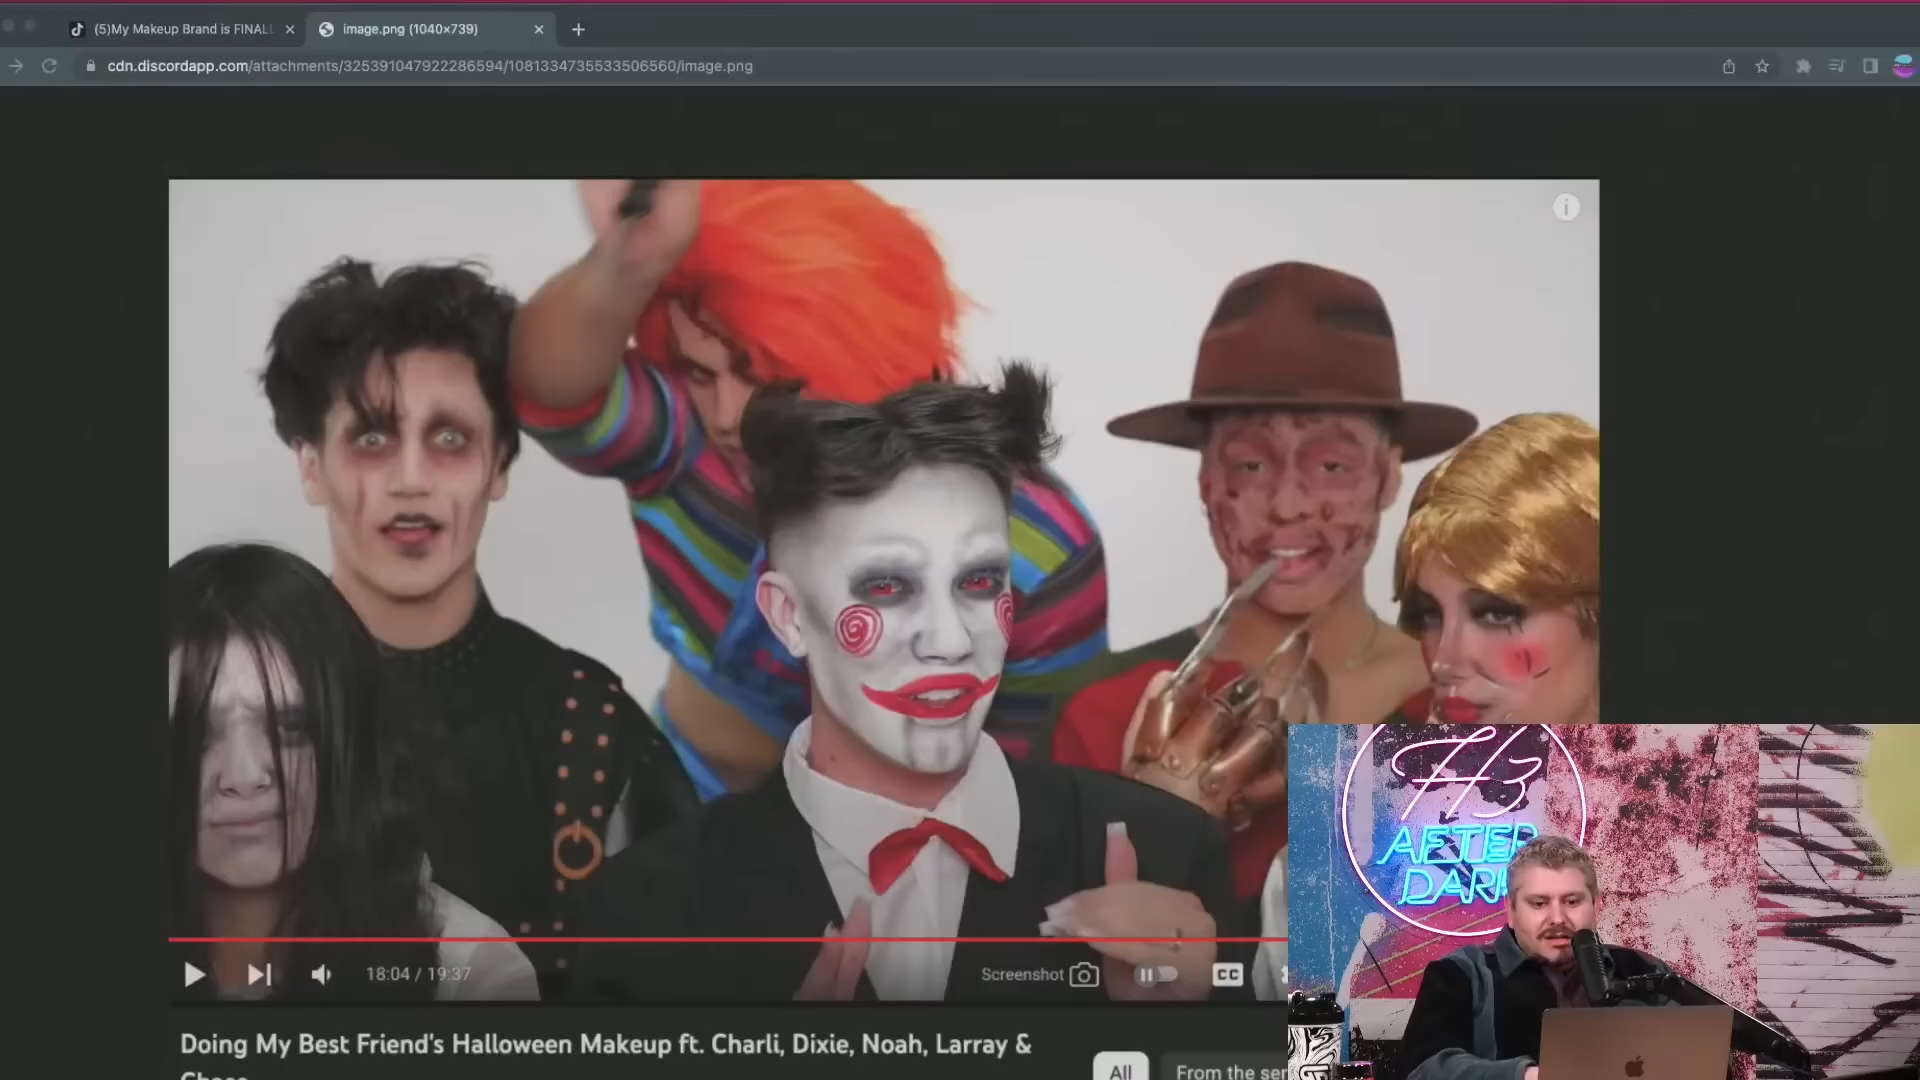 (5)My Makeup Brand is FINAL
image.png (1040×739)
cdn.discordapp.com/attachments/325391047922286594/1081334735533506560/image.png
H3
AFTER
DARK
18:04 / 19:37
Screenshot
CC
Doing My Best Friend's Halloween Makeup ft. Charli, Dixie, Noah, Larray &
All
From the ser